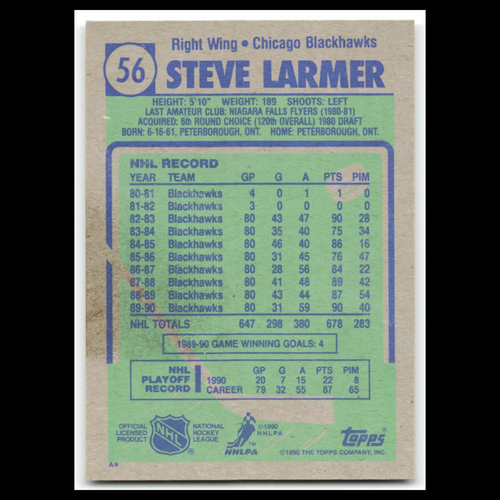 Right Wing • Chicago Blackhawks
56 STEVE LARMER
HEIGHT: 5'10" WEIGHT: 189 SHOOTS: LEFT
LAST AMATEUR CLUB: NIAGARA FALLS FLYERS (1980-81)
ACQUIRED: 6th ROUND CHOICE (120th OVERALL) 1980 DRAFT
BORN: 6-16-61, PETERBOROUGH, ONT. HOME: PETERBOROUGH, ONT.
NHL RECORD
YEAR TEAM GP G A PTS PIM
80-81 Blackhawks 4 0 1 1 0
81-82 Blackhawks 3 0 0 0 0
82-83 Blackhawks 80 43 47 90 28
83-84 Blackhawks 80 35 40 75 34
84-85 Blackhawks 80 46 40 86 16
85-86 Blackhawks 80 31 45 76 47
86-87 Blackhawks 80 28 56 84 22
87-88 Blackhawks 80 41 48 89 42
88-89 Blackhawks 80 43 44 87 54
89-90 Blackhawks 80 31 59 90 40
NHL TOTALS 647 298 380 678 283
1989-90 GAME WINNING GOALS: 4
NHL PLAYOFF RECORD
GP G A PTS PIM
1990 20 7 15 22 8
CAREER 79 32 55 87 65
OFFICIAL LICENSED PRODUCT
NHL
NATIONAL HOCKEY LEAGUE
©1990 NHLPA
NHLPA
Topps
©1990 THE TOPPS COMPANY, INC.
A*